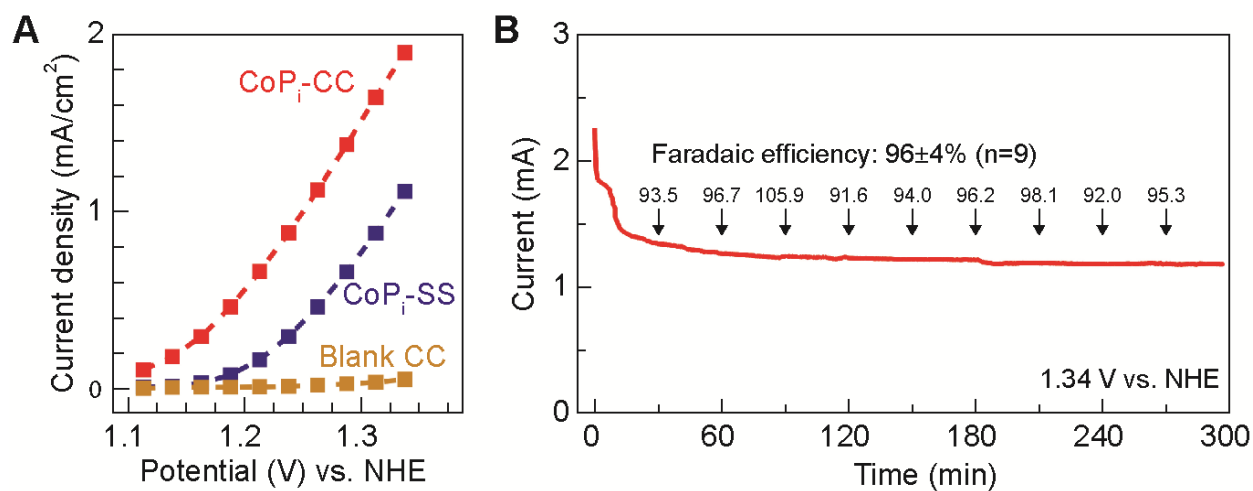 A
2
1
0
Current density (mA/cm²)
CoPᵢ-CC
CoPᵢ-SS
Blank CC
1.1
1.2
1.3
Potential (V) vs. NHE
B
3
2
1
0
Current (mA)
Faradaic efficiency: 96±4% (n=9)
93.5 96.7 105.9 91.6 94.0 96.2 98.1 92.0 95.3
1.34 V vs. NHE
0 60 120 180 240 300
Time (min)